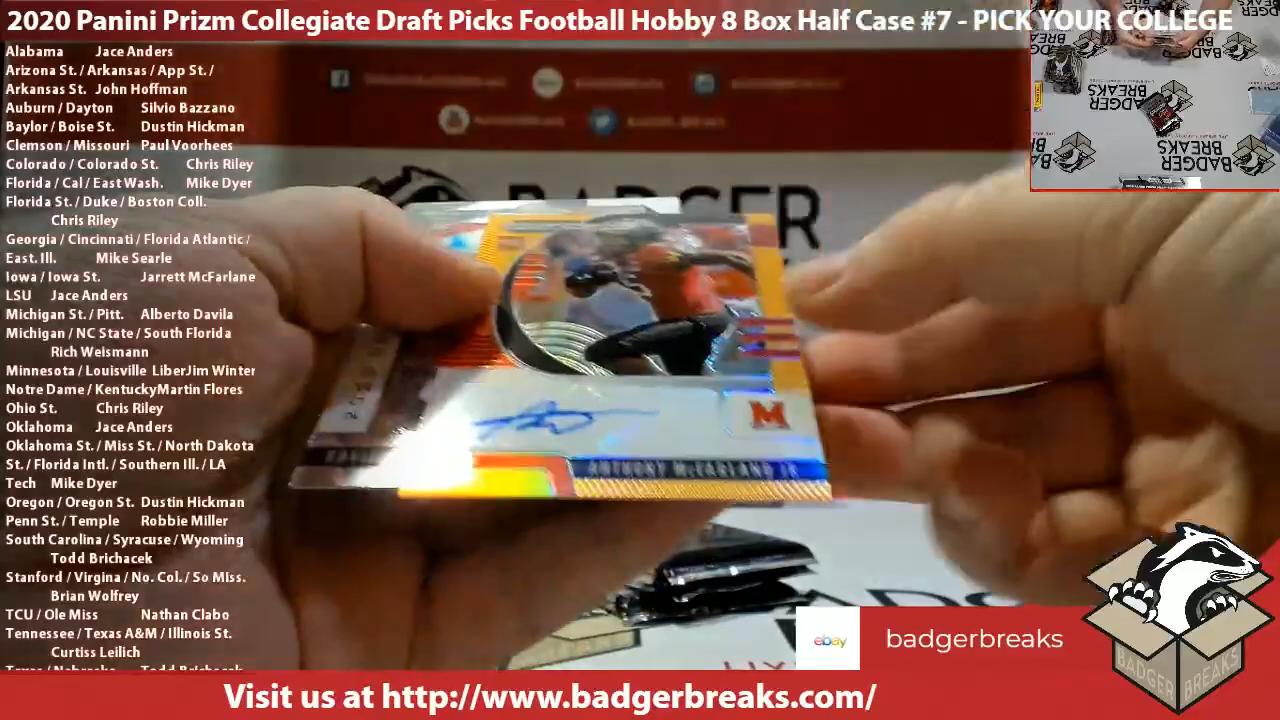 2020 Panini Prizm Collegiate Draft Picks Football Hobby 8 Box Half Case #7 - PICK YOUR COLLEGE
Alabama Jace Anders
Arizona St. / Arkansas / App St. /
Arkansas St. John Hoffman
Auburn / Dayton Silvio Bazzano
Baylor / Boise St. Dustin Hickman
Clemson / Missouri Paul Voorhees
Colorado / Colorado St. Chris Riley
Florida / Cal / East Wash. Mike Dyer
Florida St. / Duke / Boston Coll.
Chris Riley
Georgia / Cincinnati / Florida Atlantic /
East. Ill. Mike Searle
Iowa / Iowa St. Jarrett McFarlane
LSU Jace Anders
Michigan St. / Pitt. Alberto Davila
Michigan / NC State / South Florida
Rich Weismann
Minnesota / Louisville LiberJim Winter
Notre Dame / KentuckyMartin Flores
Ohio St. Chris Riley
Oklahoma Jace Anders
Oklahoma St. / Miss St. / North Dakota
St. / Florida Intl. / Southern Ill. / LA
Tech Mike Dyer
Oregon / Oregon St. Dustin Hickman
Penn St. / Temple Robbie Miller
South Carolina / Syracuse / Wyoming
Todd Brichacek
Stanford / Virgina / No. Col. / So Miss.
Brian Wolfrey
TCU / Ole Miss Nathan Clabo
Tennessee / Texas A&M / Illinois St.
Curtiss Leilich
Texas / Nebraska Todd Brichacek
BADGER
BADGER
BREAKS
BREAKS
BADGER
M
ANTHONY McFARLAND JR.
ebay
badgerbreaks
BADGER BREAKS
Visit us at http://www.badgerbreaks.com/